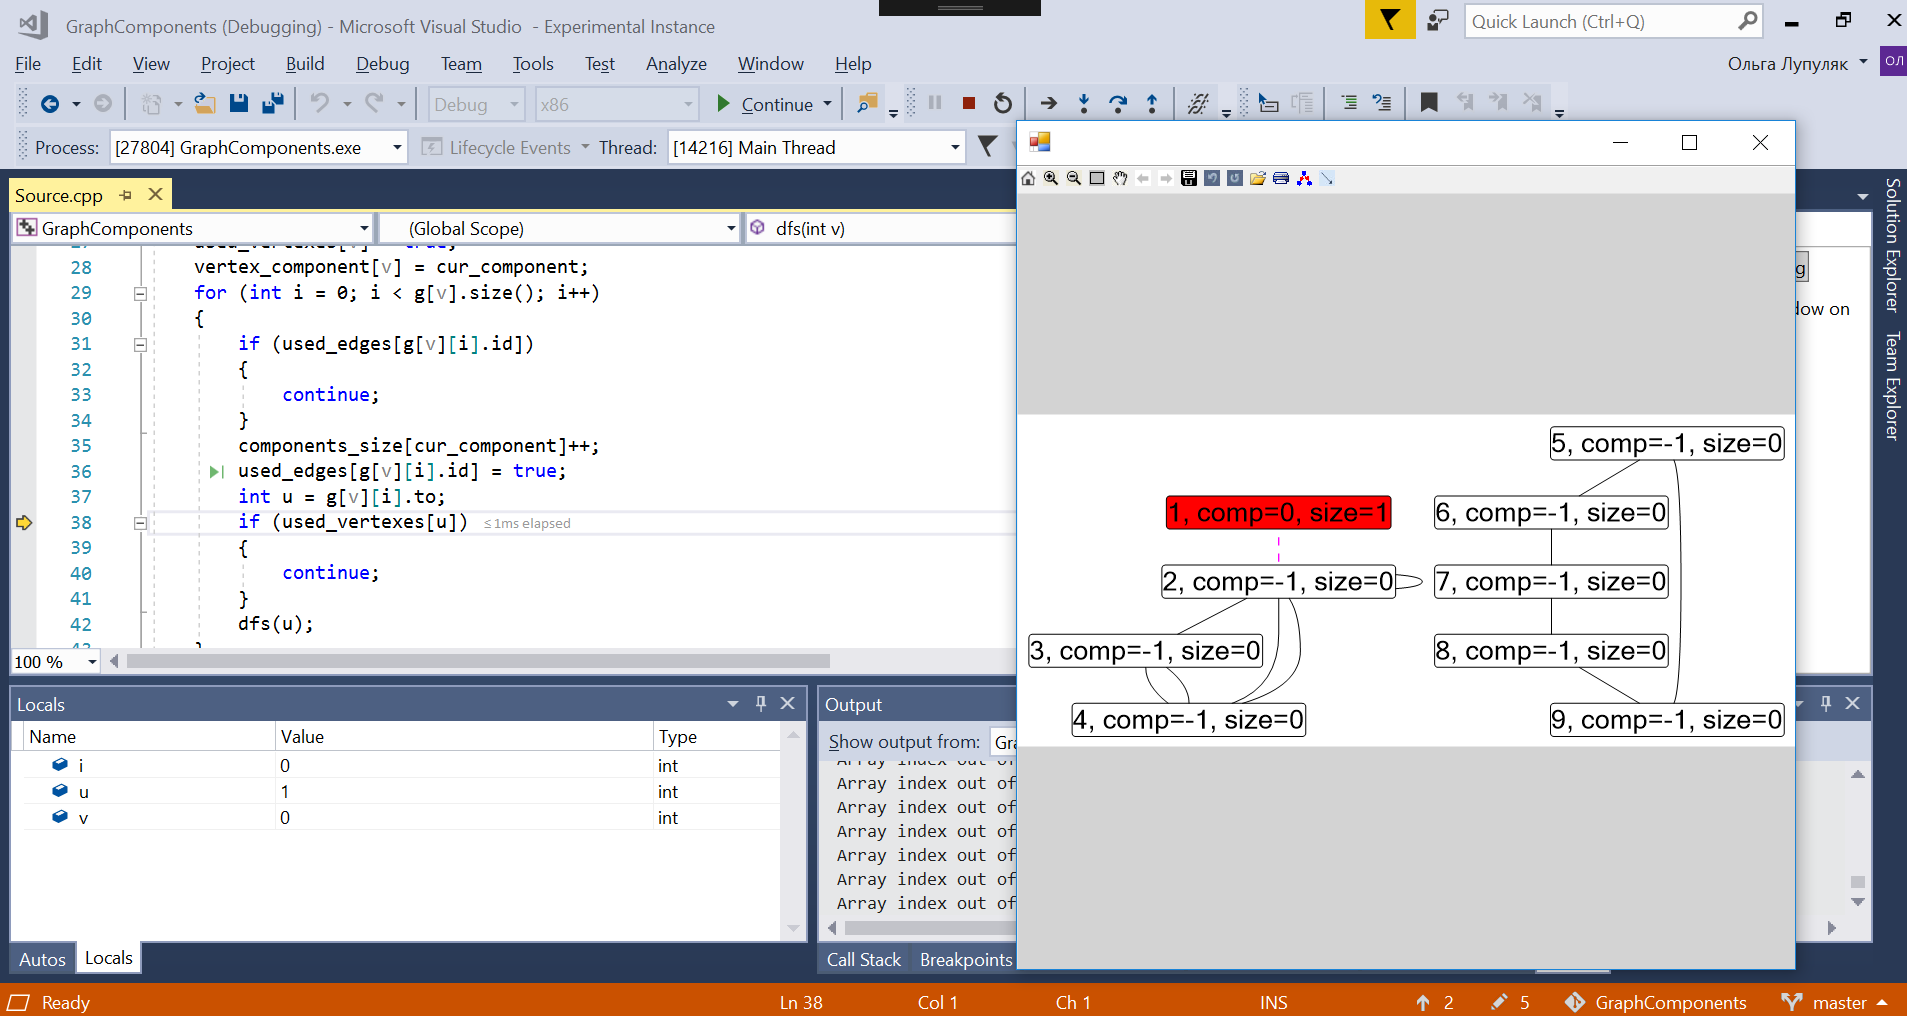 GraphComponents (Debugging) - Microsoft Visual Studio - Experimental Instance
Quick Launch (Ctrl+Q)
File Edit View Project Build Debug Team Tools Test Analyze Window Help
Ольга Лупуляк
ОЛ
Debug x86 Continue
Process: [27804] GraphComponents.exe Lifecycle Events Thread: [14216] Main Thread
Source.cpp
GraphComponents (Global Scope) dfs(int v)
28 vertex_component[v] = cur_component;
29 for (int i = 0; i < g[v].size(); i++)
30 {
31 if (used_edges[g[v][i].id])
32 {
33 continue;
34 }
35 components_size[cur_component]++;
36 used_edges[g[v][i].id] = true;
37 int u = g[v][i].to;
38 if (used_vertexes[u]) ≤1ms elapsed
39 {
40 continue;
41 }
42 dfs(u);
100 %
Locals
Name Value Type
i 0 int
u 1 int
v 0 int
Autos Locals
Output
Show output from: Gra
Array index out of
Array index out of
Array index out of
Array index out of
Array index out of
Array index out of
Array index out of
Call Stack Breakpoints
5, comp=-1, size=0
1, comp=0, size=1
6, comp=-1, size=0
2, comp=-1, size=0
7, comp=-1, size=0
3, comp=-1, size=0
8, comp=-1, size=0
4, comp=-1, size=0
9, comp=-1, size=0
g
dow on
Solution Explorer
Team Explorer
Ready Ln 38 Col 1 Ch 1 INS 2 5 GraphComponents master